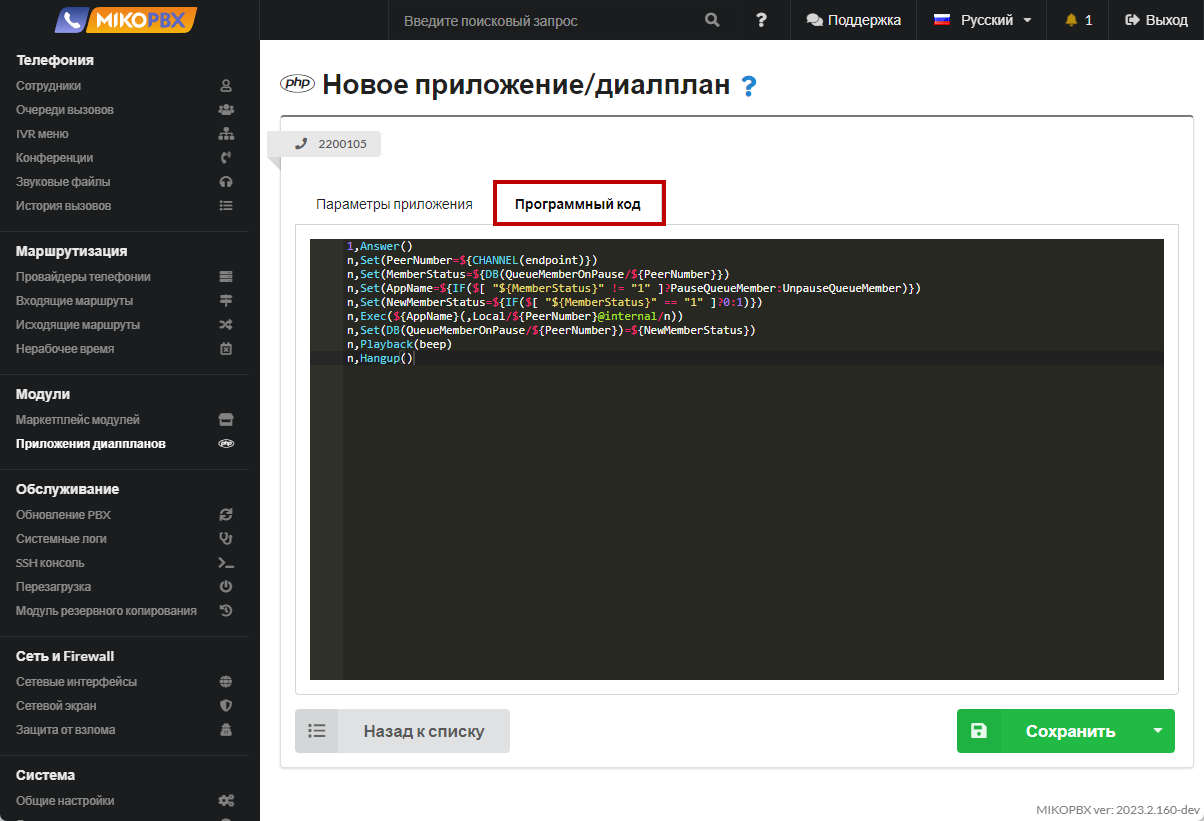 MIKOPBX
Введите поисковый запрос
?
Поддержка
Русский
1
Выход
Телефония
Сотрудники
Очереди вызовов
IVR меню
Конференции
Звуковые файлы
История вызовов
Маршрутизация
Провайдеры телефонии
Входящие маршруты
Исходящие маршруты
Нерабочее время
Модули
Маркетплейс модулей
Приложения диалпланов
php
Обслуживание
Обновление PBX
Системные логи
SSH консоль
Перезагрузка
Модуль резервного копирования
Сеть и Firewall
Сетевые интерфейсы
Сетевой экран
Защита от взлома
Система
Общие настройки
php Новое приложение/диалплан ?
2200105
Параметры приложения
Программный код
1,Answer()
n,Set(PeerNumber=${CHANNEL(endpoint)})
n,Set(MemberStatus=${DB(QueueMemberOnPause/${PeerNumber}})
n,Set(AppName=${IF($[ "${MemberStatus}" != "1" ]?PauseQueueMember:UnpauseQueueMember)})
n,Set(NewMemberStatus=${IF($[ "${MemberStatus}" == "1" ]?0:1)})
n,Exec(${AppName}(,Local/${PeerNumber}@internal/n))
n,Set(DB(QueueMemberOnPause/${PeerNumber})=${NewMemberStatus})
n,Playback(beep)
n,Hangup()
Назад к списку
Сохранить
MIKOPBX ver: 2023.2.160-dev